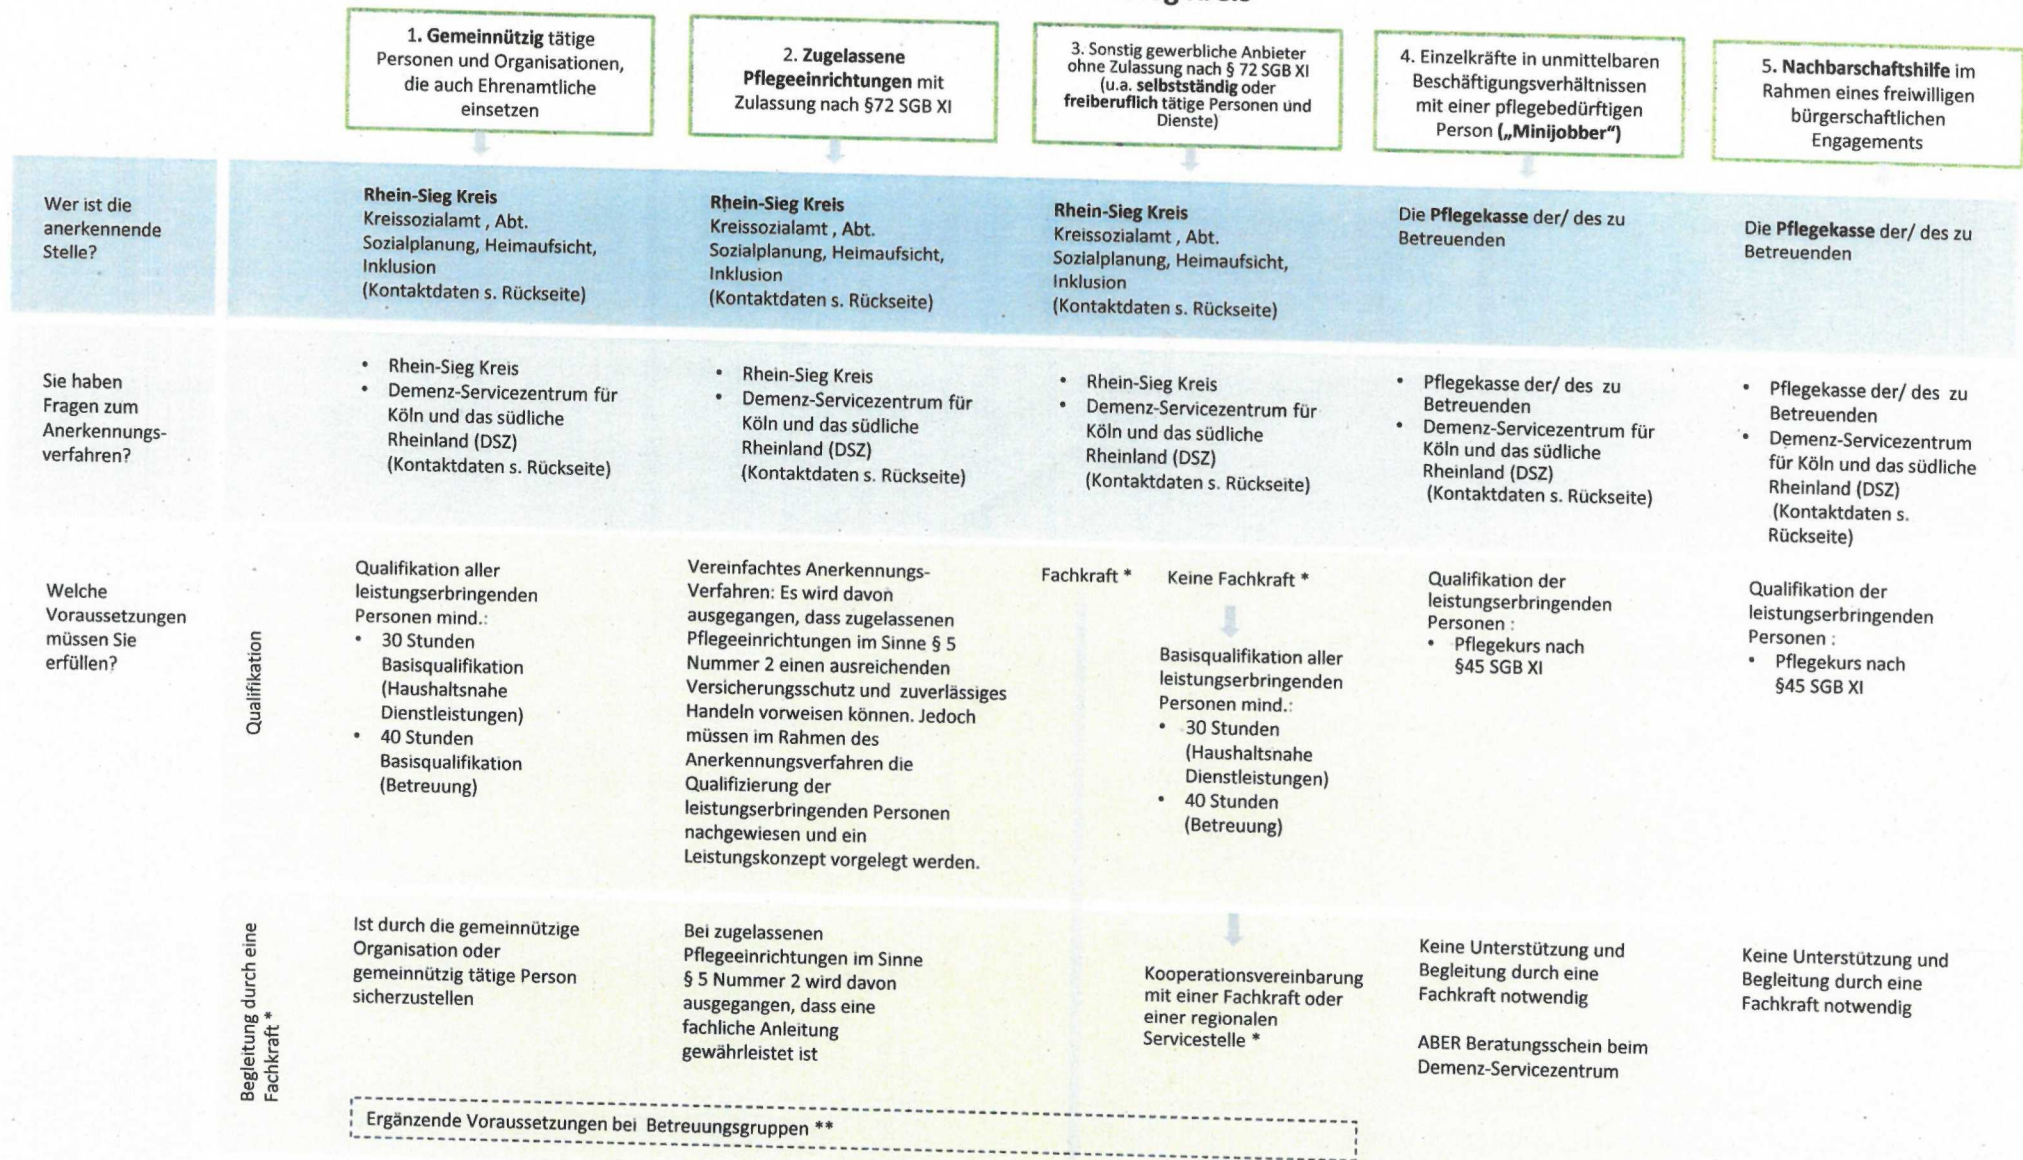 1. Gemeinnützig tätige
Personen und Organisationen,
die auch Ehrenamtliche
einsetzen
2. Zugelassene
Pflegeeinrichtungen mit
Zulassung nach §72 SGB XI
3. Sonstig gewerbliche Anbieter
ohne Zulassung nach § 72 SGB XI
(u.a. selbstständig oder
freiberuflich tätige Personen und
Dienste)
4. Einzelkräfte in unmittelbaren
Beschäftigungsverhältnissen
mit einer pflegebedürftigen
Person („Minijobber“)
5. Nachbarschaftshilfe im
Rahmen eines freiwilligen
bürgerschaftlichen
Engagements
Wer ist die
anerkennende
Stelle?
Rhein-Sieg Kreis
Kreissozialamt , Abt.
Sozialplanung, Heimaufsicht,
Inklusion
(Kontaktdaten s. Rückseite)
Rhein-Sieg Kreis
Kreissozialamt , Abt.
Sozialplanung, Heimaufsicht,
Inklusion
(Kontaktdaten s. Rückseite)
Rhein-Sieg Kreis
Kreissozialamt , Abt.
Sozialplanung, Heimaufsicht,
Inklusion
(Kontaktdaten s. Rückseite)
Die Pflegekasse der/ des zu
Betreuenden
Die Pflegekasse der/ des zu
Betreuenden
Sie haben
Fragen zum
Anerkennungs-
verfahren?
• Rhein-Sieg Kreis
• Demenz-Servicezentrum für
Köln und das südliche
Rheinland (DSZ)
(Kontaktdaten s. Rückseite)
• Rhein-Sieg Kreis
• Demenz-Servicezentrum für
Köln und das südliche
Rheinland (DSZ)
(Kontaktdaten s. Rückseite)
• Rhein-Sieg Kreis
• Demenz-Servicezentrum für
Köln und das südliche
Rheinland (DSZ)
(Kontaktdaten s. Rückseite)
• Pflegekasse der/ des zu
Betreuenden
• Demenz-Servicezentrum für
Köln und das südliche
Rheinland (DSZ)
(Kontaktdaten s. Rückseite)
• Pflegekasse der/ des zu
Betreuenden
• Demenz-Servicezentrum
für Köln und das südliche
Rheinland (DSZ)
(Kontaktdaten s.
Rückseite)
Welche
Voraussetzungen
müssen Sie
erfüllen?
Qualifikation
Qualifikation aller
leistungserbringenden
Personen mind.:
• 30 Stunden
Basisqualifikation
(Haushaltsnahe
Dienstleistungen)
• 40 Stunden
Basisqualifikation
(Betreuung)
Vereinfachtes Anerkennungs-
Verfahren: Es wird davon
ausgegangen, dass zugelassenen
Pflegeeinrichtungen im Sinne § 5
Nummer 2 einen ausreichenden
Versicherungsschutz und zuverlässiges
Handeln vorweisen können. Jedoch
müssen im Rahmen des
Anerkennungsverfahren die
Qualifizierung der
leistungserbringenden Personen
nachgewiesen und ein
Leistungskonzept vorgelegt werden.
Fachkraft *
Keine Fachkraft *
Basisqualifikation aller
leistungserbringenden
Personen mind.:
• 30 Stunden
(Haushaltsnahe
Dienstleistungen)
• 40 Stunden
(Betreuung)
Qualifikation der
leistungserbringenden
Personen :
• Pflegekurs nach
§45 SGB XI
Qualifikation der
leistungserbringenden
Personen :
• Pflegekurs nach
§45 SGB XI
Begleitung durch eine
Fachkraft *
Ist durch die gemeinnützige
Organisation oder
gemeinnützig tätige Person
sicherzustellen
Bei zugelassenen
Pflegeeinrichtungen im Sinne
§ 5 Nummer 2 wird davon
ausgegangen, dass eine
fachliche Anleitung
gewährleistet ist
Kooperationsvereinbarung
mit einer Fachkraft oder
einer regionalen
Servicestelle *
Keine Unterstützung und
Begleitung durch eine
Fachkraft notwendig
ABER Beratungsschein beim
Demenz-Servicezentrum
Keine Unterstützung und
Begleitung durch eine
Fachkraft notwendig
Ergänzende Voraussetzungen bei Betreuungsgruppen **